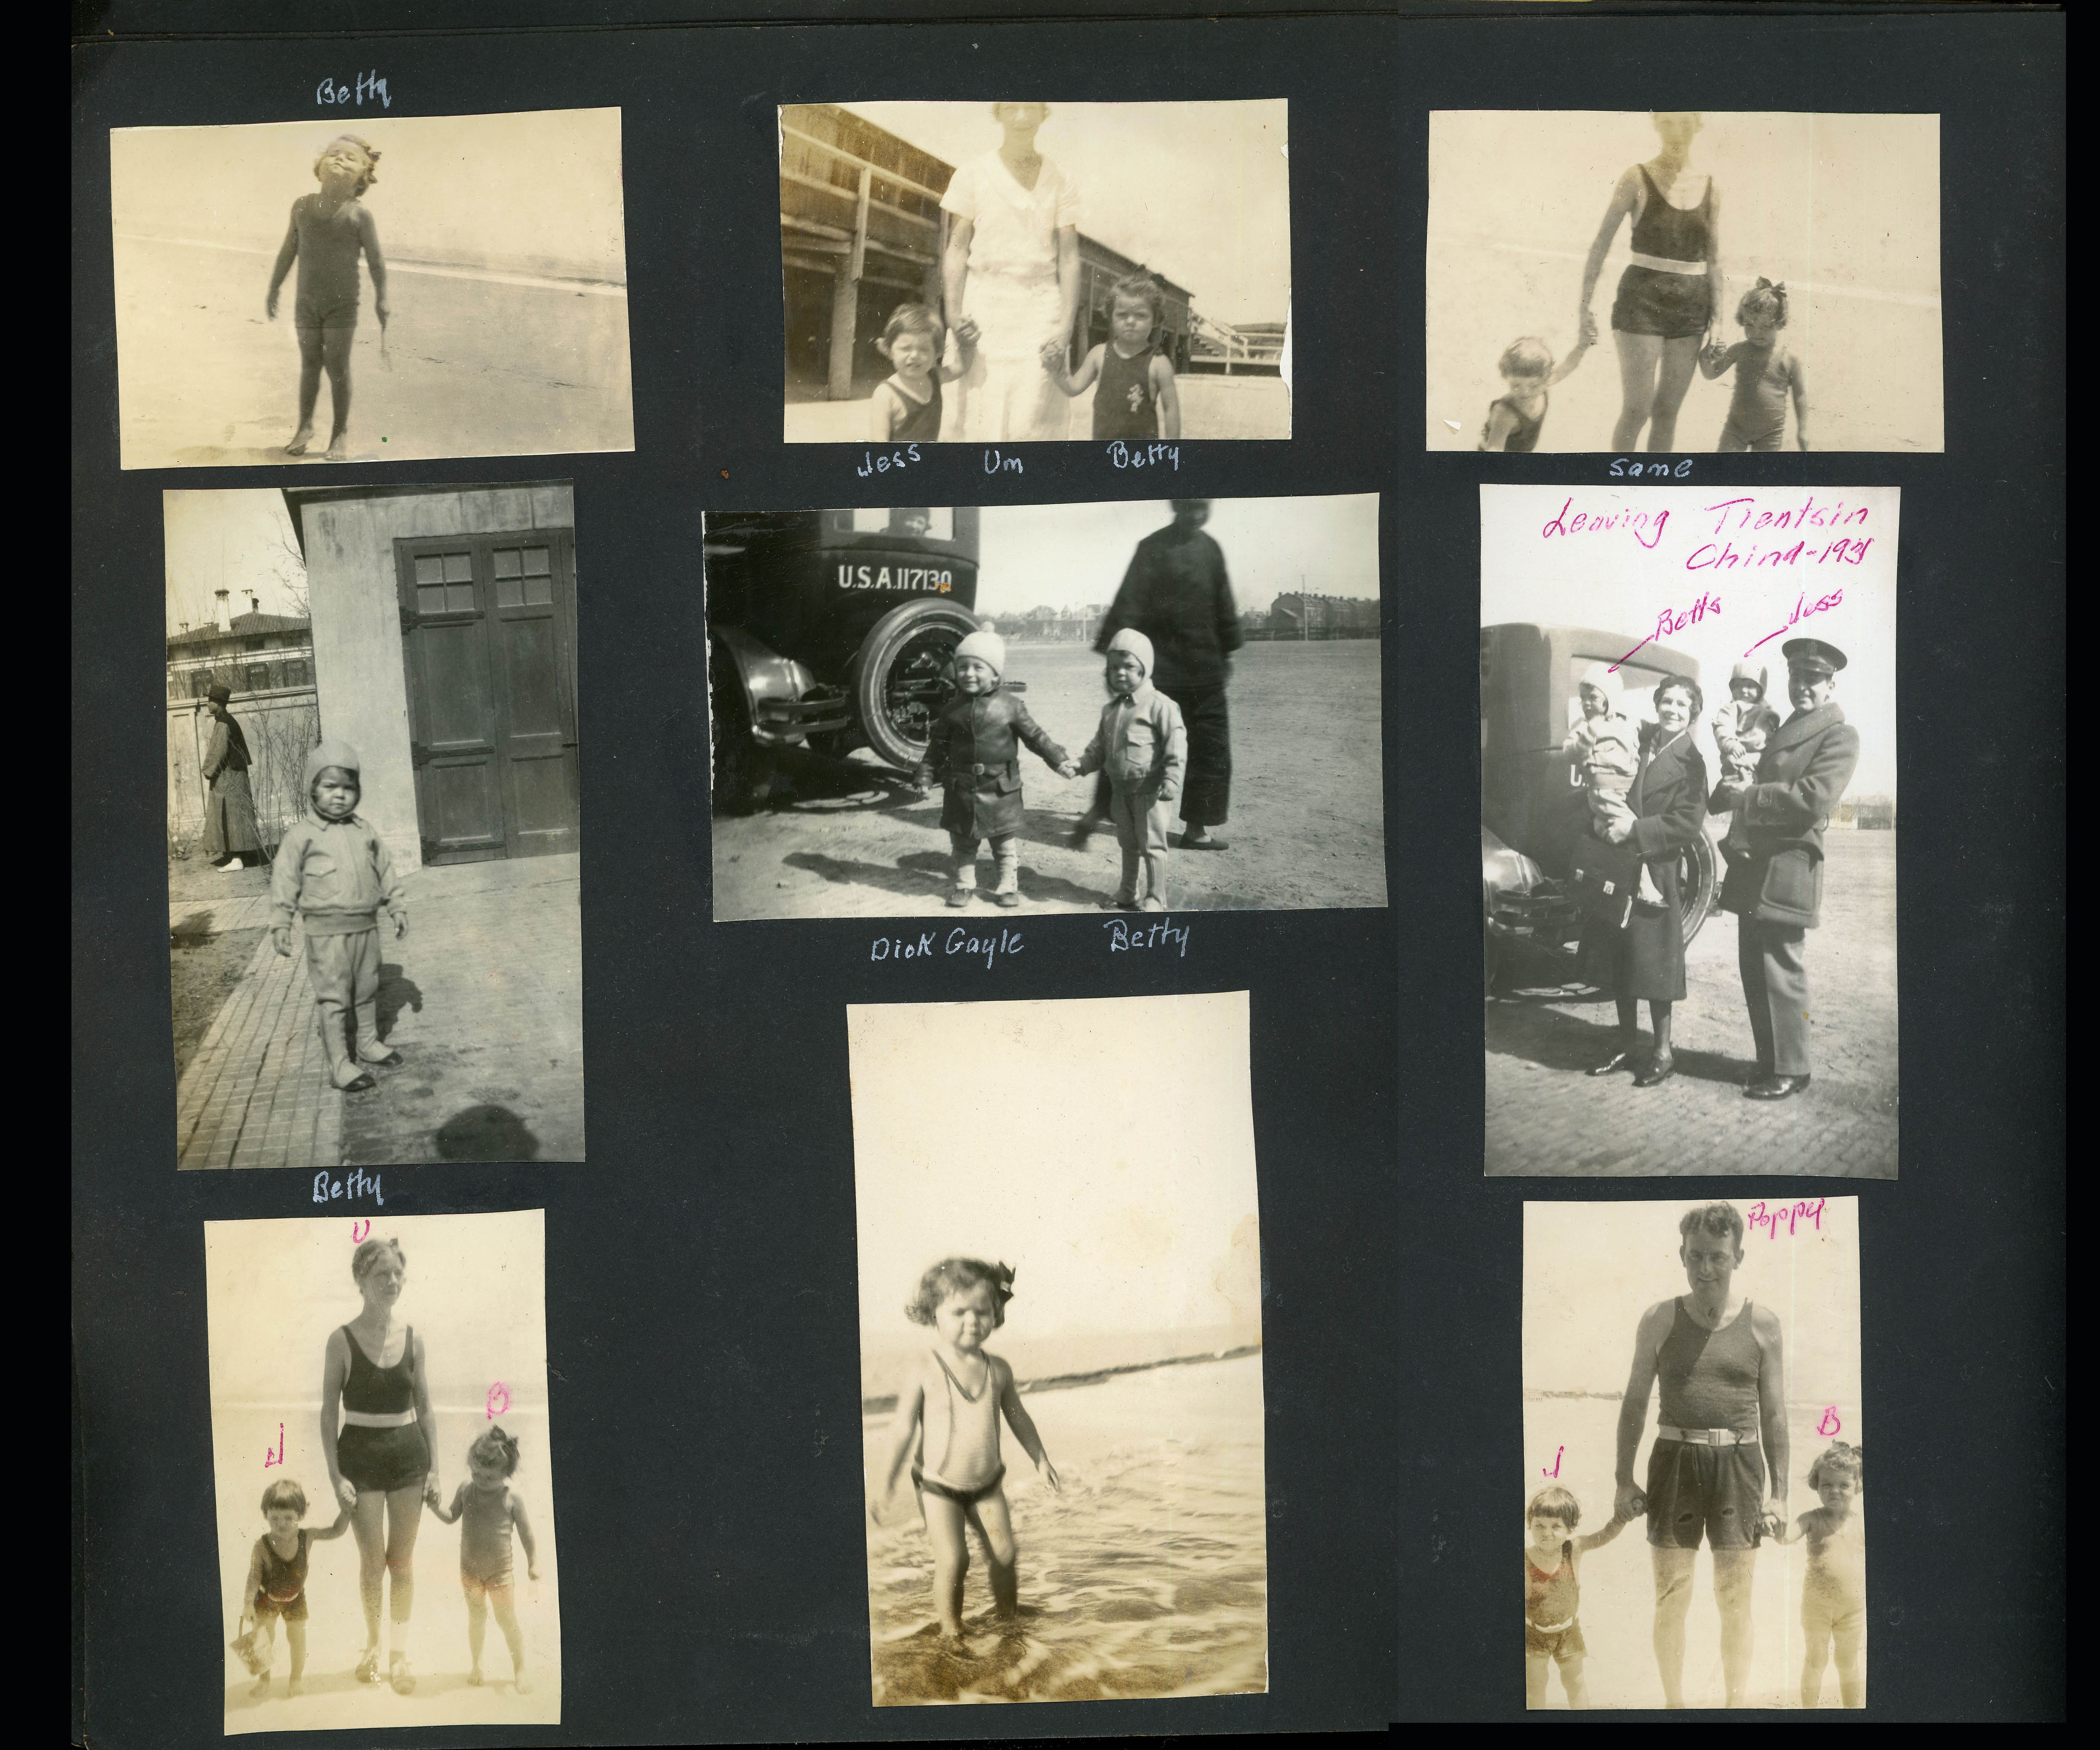 Betty
Jess Um Betty
Same
U.S.A.117130
Leaving Tientsin
China-1931
Betts
Jess
U.
Dick Gayle Betty
Betty
U
J
B
Poppy
J
B